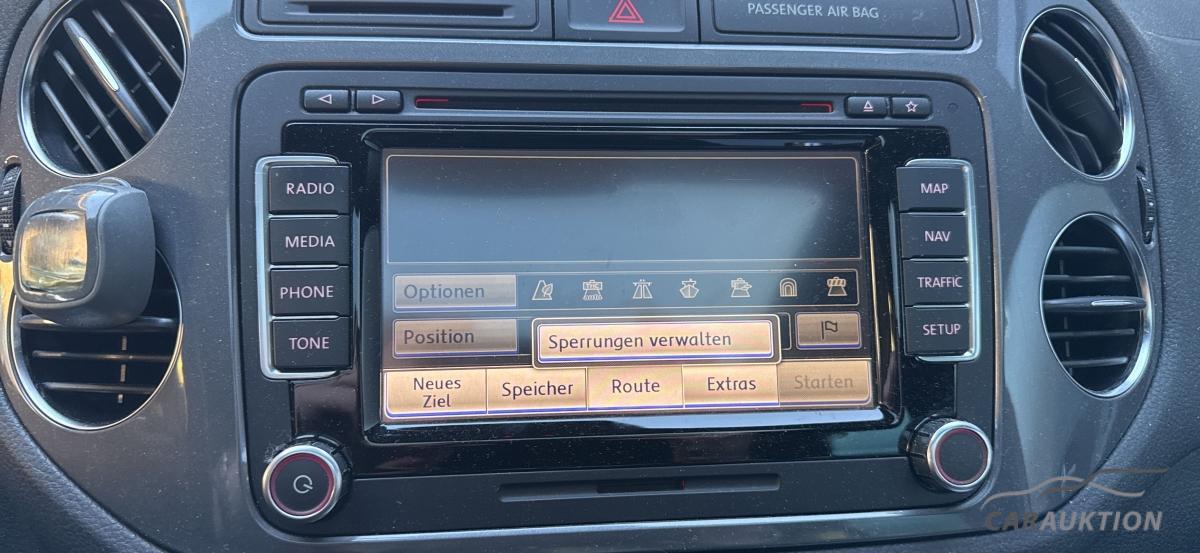 PASSENGER AIR BAG
RADIO
MEDIA
PHONE
TONE
MAP
NAV
TRAFFIC
SETUP
Optionen
Position
Sperrungen verwalten
Neues
Ziel
Speicher
Route
Extras
Starten
CARAUKTION